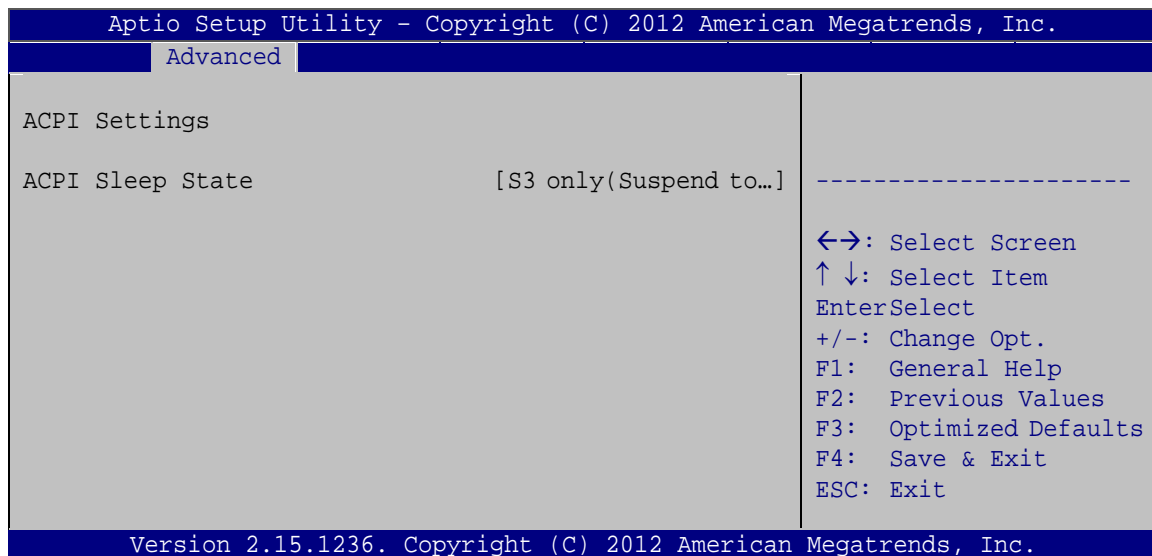 Aptio Setup Utility – Copyright (C) 2012 American Megatrends, Inc.
Advanced
ACPI Settings
ACPI Sleep State [S3 only(Suspend to…]
----------------------
←→: Select Screen
↑ ↓: Select Item
EnterSelect
+/-: Change Opt.
F1: General Help
F2: Previous Values
F3: Optimized Defaults
F4: Save & Exit
ESC: Exit
Version 2.15.1236. Copyright (C) 2012 American Megatrends, Inc.